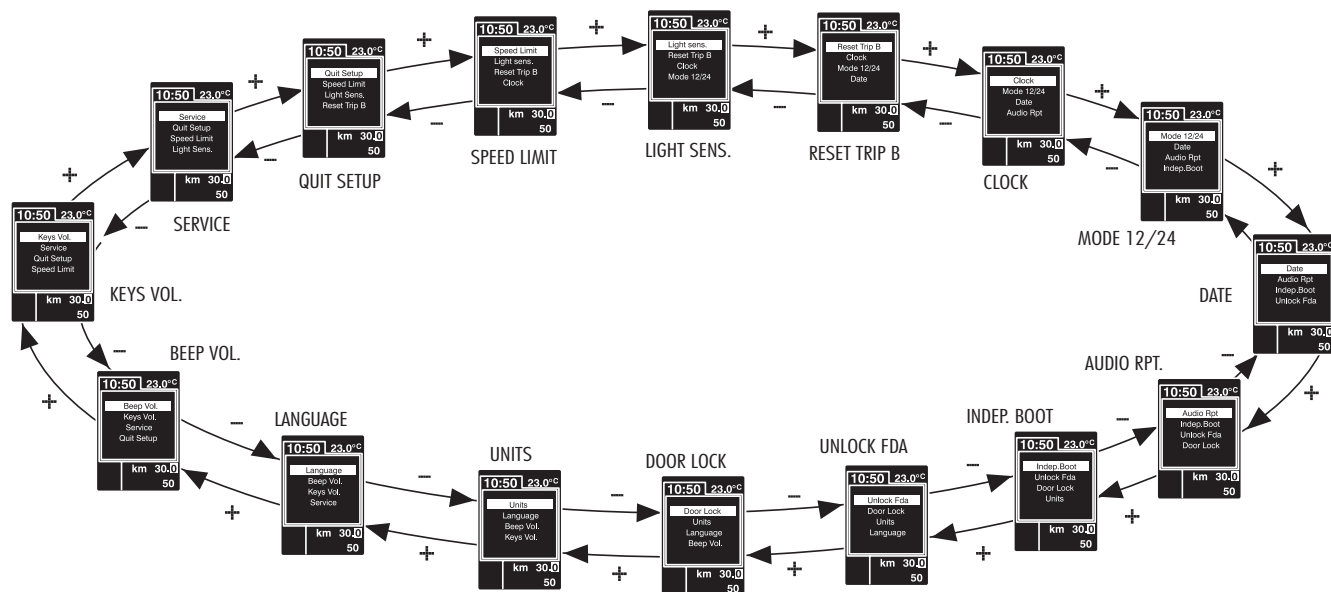 10:50 23.0°C
Quit Setup
Speed Limit
Light Sens.
Reset Trip B
km 30.0
50
QUIT SETUP
10:50 23.0°C
Speed Limit
Light sens.
Reset Trip B
Clock
km 30.0
50
SPEED LIMIT
10:50 23.0°C
Light sens.
Reset Trip B
Clock
Mode 12/24
km 30.0
50
LIGHT SENS.
10:50 23.0°C
Reset Trip B
Clock
Mode 12/24
Date
km 30.0
50
RESET TRIP B
10:50 23.0°C
Clock
Mode 12/24
Date
Audio Rpt
km 30.0
50
CLOCK
10:50 23.0°C
Mode 12/24
Date
Audio Rpt
Indep.Boot
km 30.0
50
MODE 12/24
10:50 23.0°C
Date
Audio Rpt
Indep.Boot
Unlock Fda
km 30.0
50
DATE
AUDIO RPT.
10:50 23.0°C
Audio Rpt
Indep.Boot
Unlock Fda
Door Lock
km 30.0
50
INDEP. BOOT
10:50 23.0°C
Indep.Boot
Unlock Fda
Door Lock
Units
km 30.0
50
UNLOCK FDA
10:50 23.0°C
Unlock Fda
Door Lock
Units
Language
km 30.0
50
DOOR LOCK
10:50 23.0°C
Door Lock
Units
Language
Beep Vol.
km 30.0
50
UNITS
10:50 23.0°C
Units
Language
Beep Vol.
Keys Vol.
km 30.0
50
LANGUAGE
10:50 23.0°C
Language
Beep Vol.
Keys Vol.
Service
km 30.0
50
BEEP VOL.
10:50 23.0°C
Beep Vol.
Keys Vol.
Service
Quit Setup
km 30.0
50
10:50 23.0°C
Keys Vol.
Service
Quit Setup
Speed Limit
km 30.0
50
KEYS VOL.
10:50 23.0°C
Service
Quit Setup
Speed Limit
Light Sens.
km 30.0
50
SERVICE